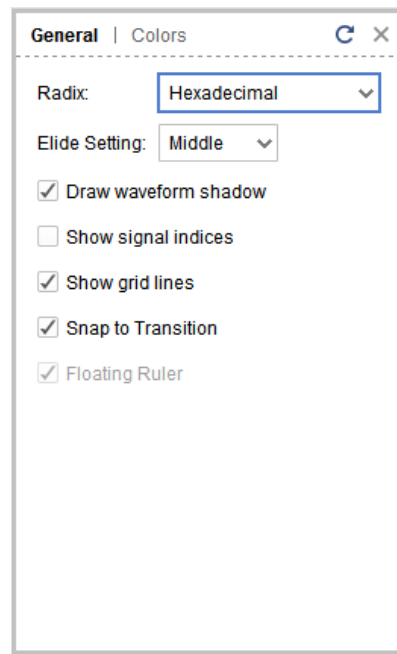 General | Colors
Radix: Hexadecimal
Elide Setting: Middle
Draw waveform shadow
Show signal indices
Show grid lines
Snap to Transition
Floating Ruler